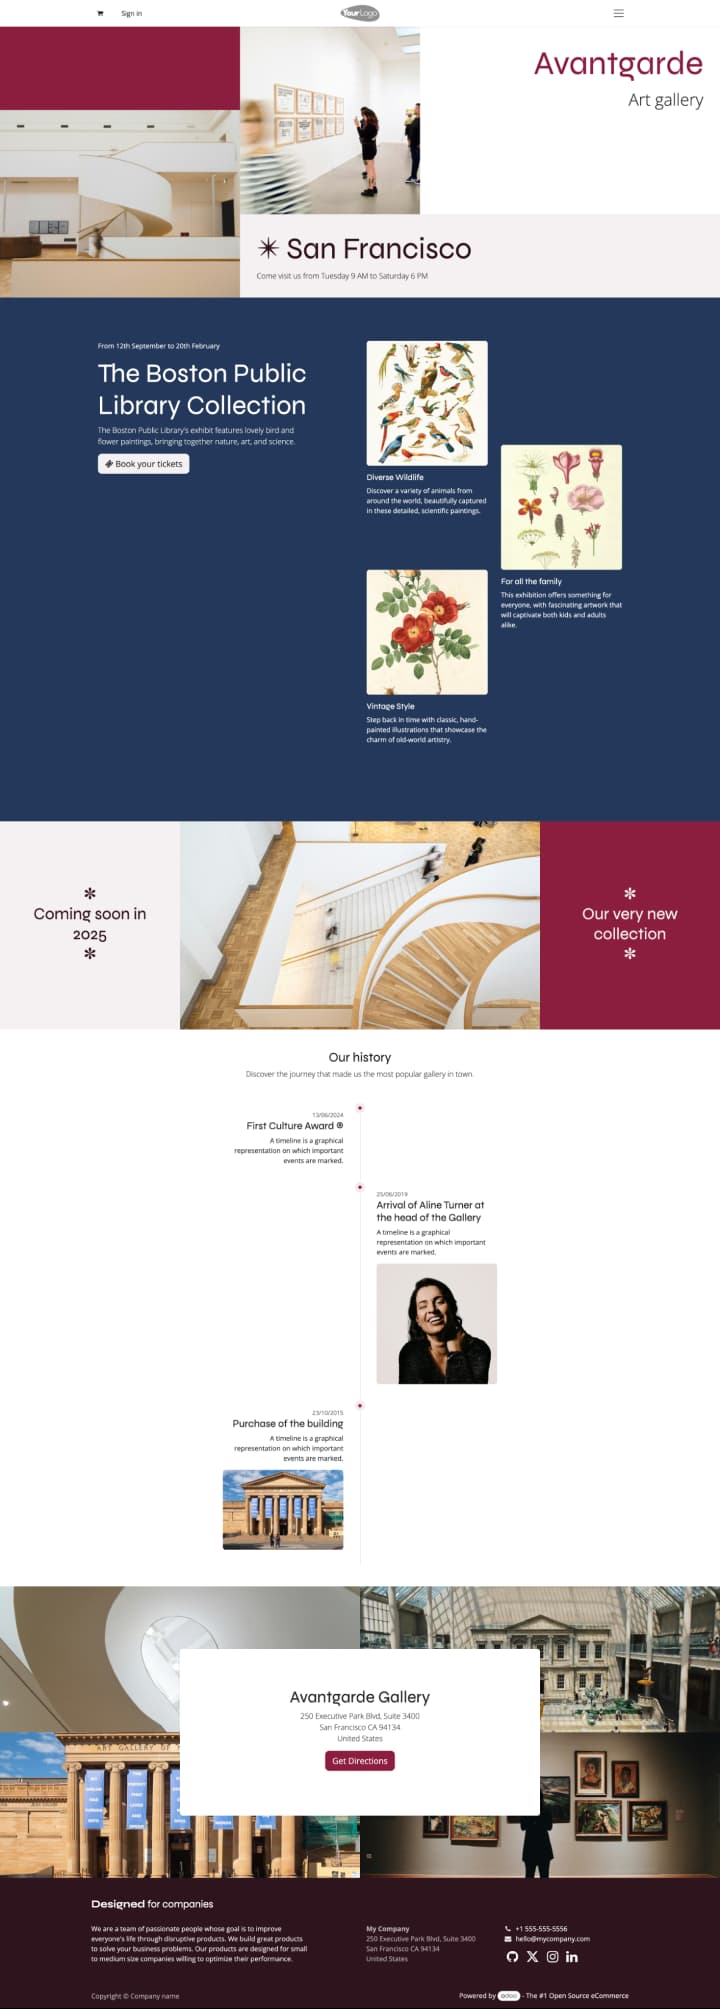 Sign in
YourLogo
Avantgarde
Art gallery
San Francisco
Come visit us from Tuesday 9 AM to Saturday 6 PM
From 12th September to 20th February
The Boston Public
Library Collection
The Boston Public Library's exhibit features lovely bird and
flower paintings, bringing together nature, art, and science.
Book your tickets
Diverse Wildlife
Discover a variety of animals from
around the world, beautifully captured
in these detailed, scientific paintings.
For all the family
This exhibition offers something for
everyone, with fascinating artwork that
will captivate both kids and adults
alike.
Vintage Style
Step back in time with classic, hand-
painted illustrations that showcase the
charm of old-world artistry.
Coming soon in
2025
Our very new
collection
Our history
Discover the journey that made us the most popular gallery in town.
13/06/2024
First Culture Award ®
A timeline is a graphical
representation on which important
events are marked.
25/06/2019
Arrival of Aline Turner at
the head of the Gallery
A timeline is a graphical
representation on which important
events are marked.
23/10/2015
Purchase of the building
A timeline is a graphical
representation on which important
events are marked.
Avantgarde Gallery
250 Executive Park Blvd, Suite 3400
San Francisco CA 94134
United States
Get Directions
ART GALLERY OF
Designed for companies
We are a team of passionate people whose goal is to improve
everyone's life through disruptive products. We build great products
to solve your business problems. Our products are designed for small
to medium size companies willing to optimize their performance.
My Company
250 Executive Park Blvd, Suite 3400
San Francisco CA 94134
United States
+1 555-555-5556
hello@mycompany.com
Copyright © Company name
Powered by odoo - The #1 Open Source eCommerce